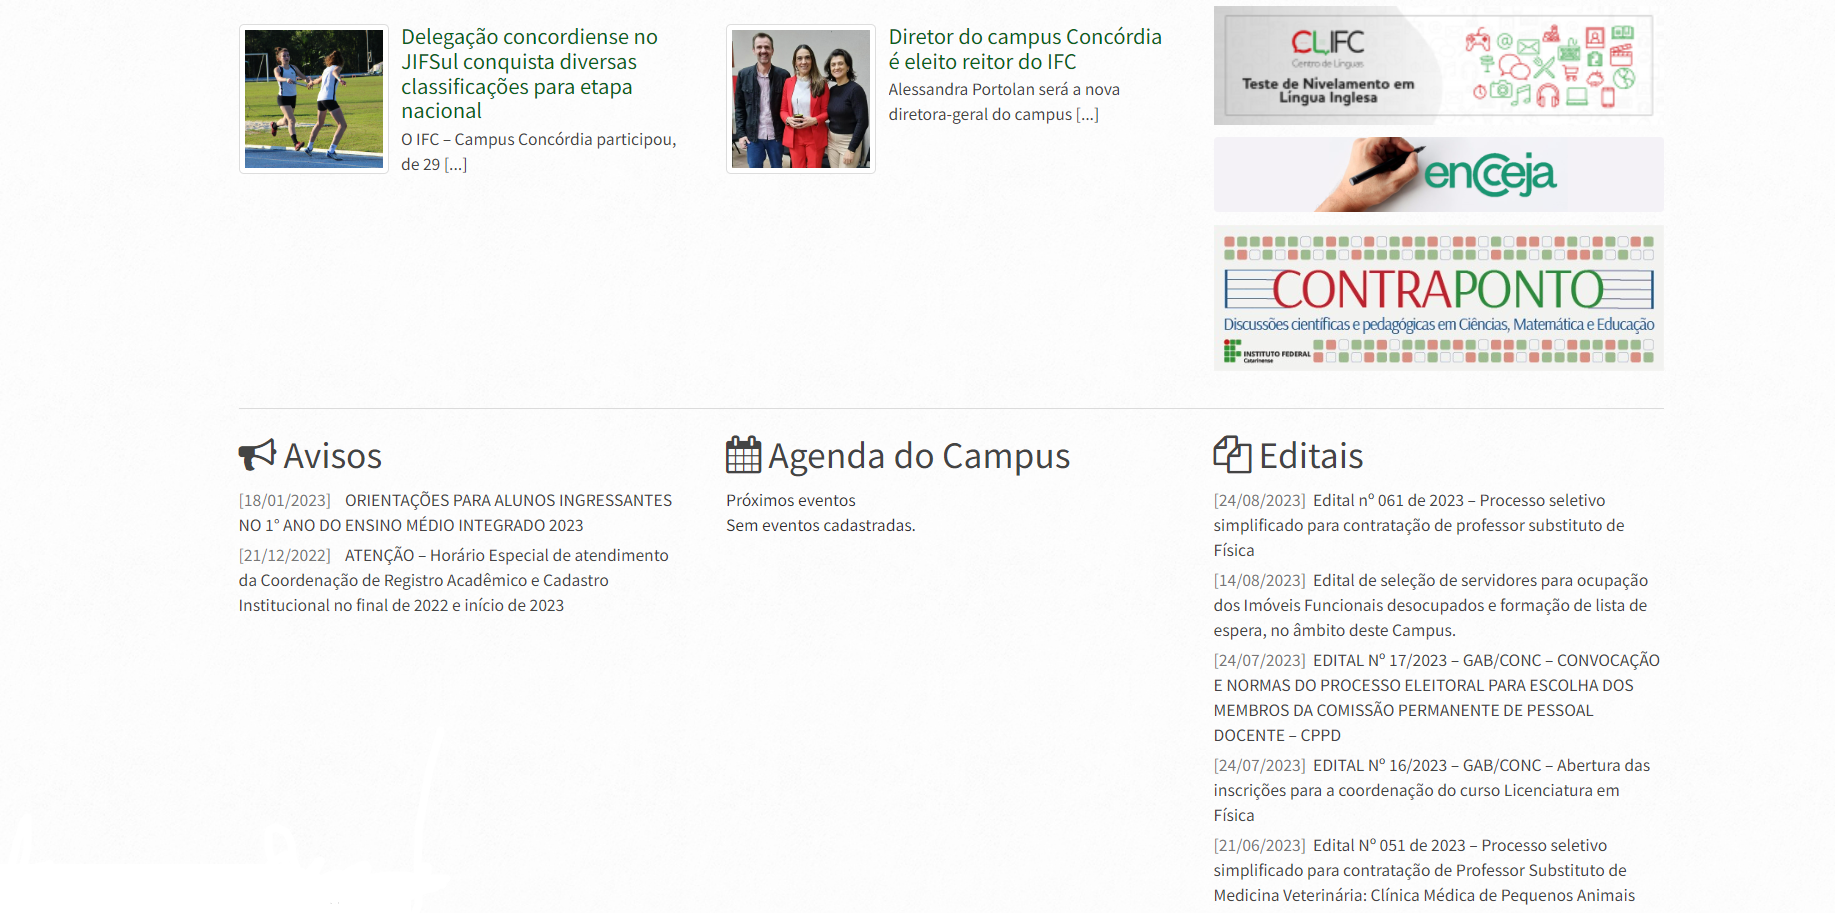 Delegação concordiense no
JIFSul conquista diversas
classificações para etapa
nacional
O IFC – Campus Concórdia participou,
de 29 [...]
Diretor do campus Concórdia
é eleito reitor do IFC
Alessandra Portolan será a nova
diretora-geral do campus [...]
CLIFC
Centro de Línguas
Teste de Nivelamento em
Língua Inglesa
encceja
CONTRAPONTO
Discussões científicas e pedagógicas em Ciências, Matemática e Educação
INSTITUTO FEDERAL
Catarinense
Avisos
[18/01/2023] ORIENTAÇÕES PARA ALUNOS INGRESSANTES
NO 1° ANO DO ENSINO MÉDIO INTEGRADO 2023
[21/12/2022] ATENÇÃO – Horário Especial de atendimento
da Coordenação de Registro Acadêmico e Cadastro
Institucional no final de 2022 e início de 2023
Agenda do Campus
Próximos eventos
Sem eventos cadastradas.
Editais
[24/08/2023] Edital nº 061 de 2023 – Processo seletivo
simplificado para contratação de professor substituto de
Física
[14/08/2023] Edital de seleção de servidores para ocupação
dos Imóveis Funcionais desocupados e formação de lista de
espera, no âmbito deste Campus.
[24/07/2023] EDITAL Nº 17/2023 – GAB/CONC – CONVOCAÇÃO
E NORMAS DO PROCESSO ELEITORAL PARA ESCOLHA DOS
MEMBROS DA COMISSÃO PERMANENTE DE PESSOAL
DOCENTE – CPPD
[24/07/2023] EDITAL Nº 16/2023 – GAB/CONC – Abertura das
inscrições para a coordenação do curso Licenciatura em
Física
[21/06/2023] Edital Nº 051 de 2023 – Processo seletivo
simplificado para contratação de Professor Substituto de
Medicina Veterinária: Clínica Médica de Pequenos Animais